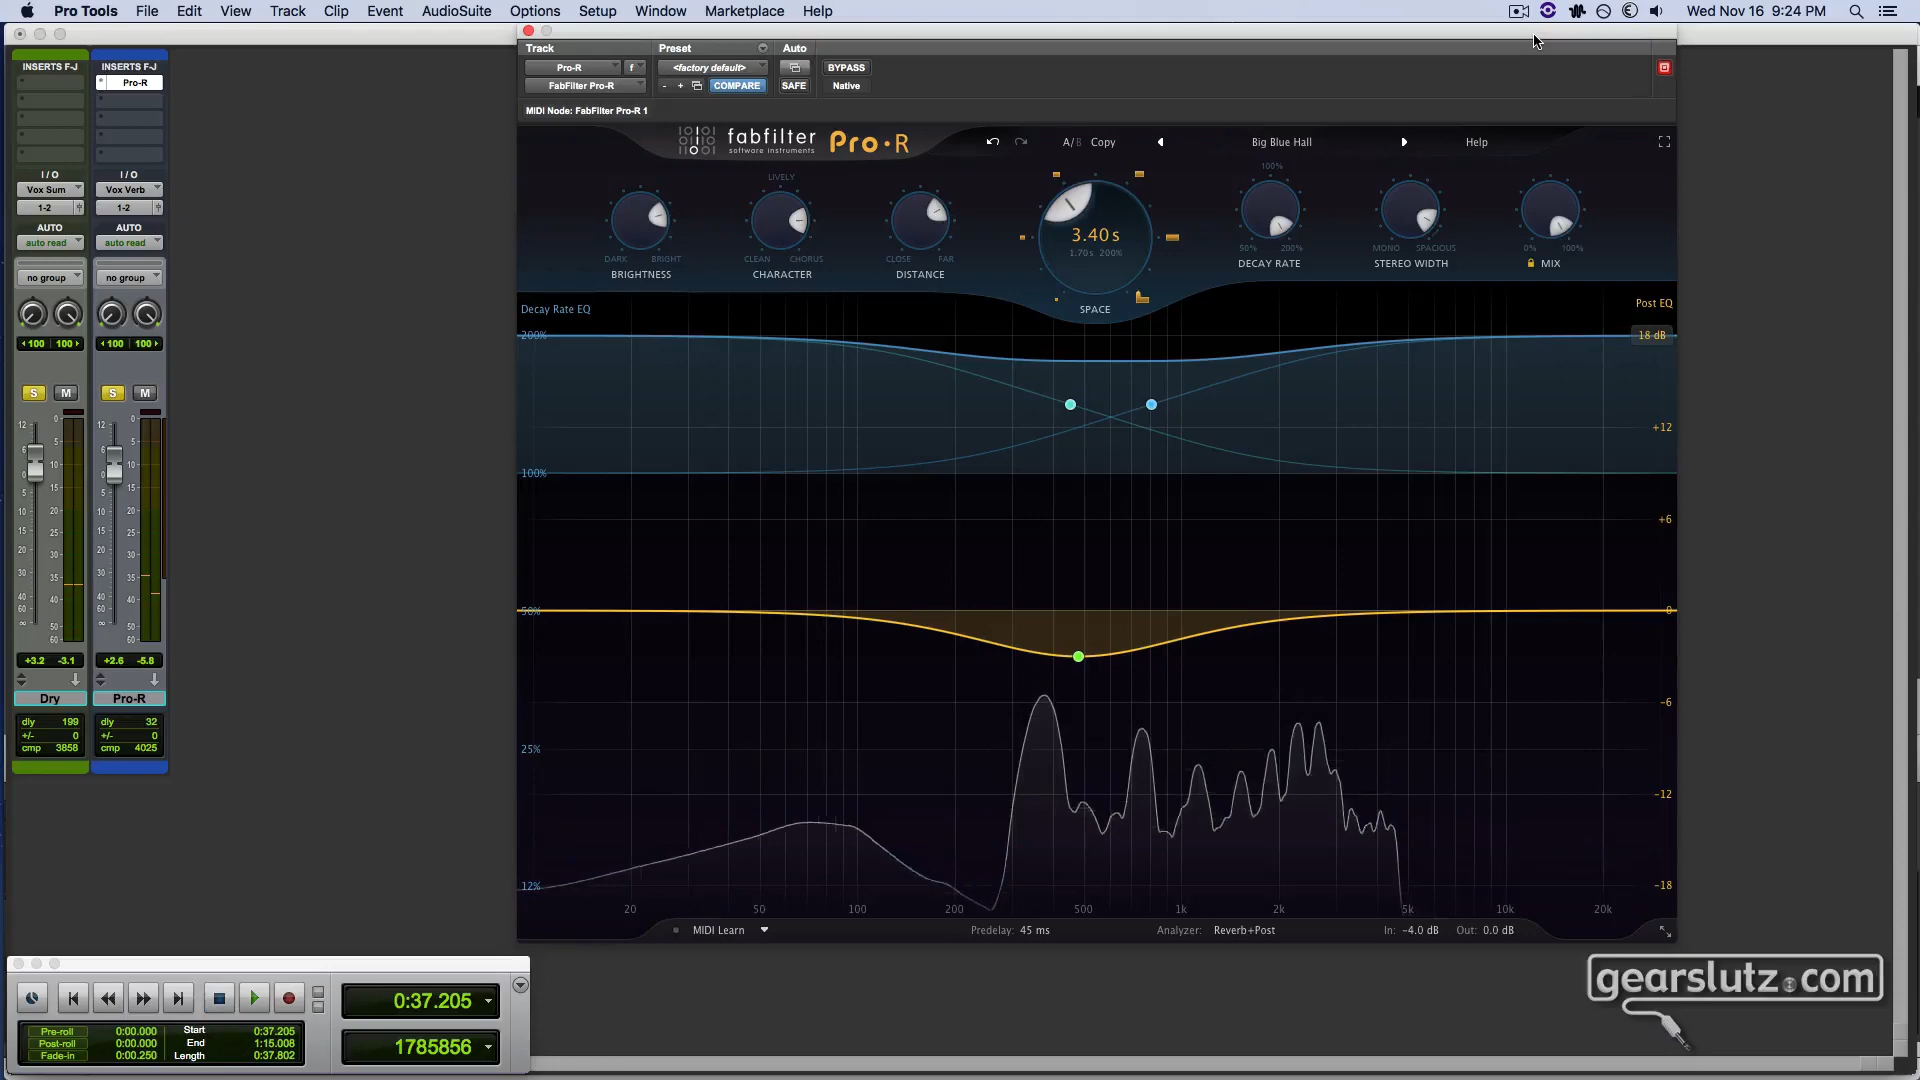 Pro Tools File Edit View Track Clip Event AudioSuite Options Setup Window Marketplace Help Wed Nov 16 9:24 PM
INSERTS F-J INSERTS F-J
Pro-R
I / O I / O
Vox Sum Vox Verb
1-2 1-2
AUTO AUTO
auto read auto read
no group no group
100 100 100 100
S M S M
+3.2 -3.1 +2.6 -5.8
Dry Pro-R
dly 199 dly 32
+/- 0 +/- 0
cmp 3858 cmp 4025
Track Preset Auto
Pro-R f <factory default> BYPASS
FabFilter Pro-R - + COMPARE SAFE Native
MIDI Node: FabFilter Pro-R 1
fabfilter Pro·R A/B Copy Big Blue Hall Help
software instruments
LIVELY 100%
3.40 s
1.70s 200%
50% 200% MONO SPACIOUS 0% 100%
DARK BRIGHT CLEAN CHORUS CLOSE FAR
DECAY RATE STEREO WIDTH MIX
BRIGHTNESS CHARACTER DISTANCE
SPACE
Decay Rate EQ Post EQ
200% 18 dB
+12
100%
+6
50% 0
-6
25%
-12
12% -18
20 50 100 200 500 1k 2k 5k 10k 20k
MIDI Learn Predelay: 45 ms Analyzer: Reverb+Post In: -4.0 dB Out: 0.0 dB
0:37.205
Pre-roll 0:00.000 Start 0:37.205
Post-roll 0:00.000 End 1:15.008
Fade-in 0:00.250 Length 0:37.802
1785856
gearslutz.com